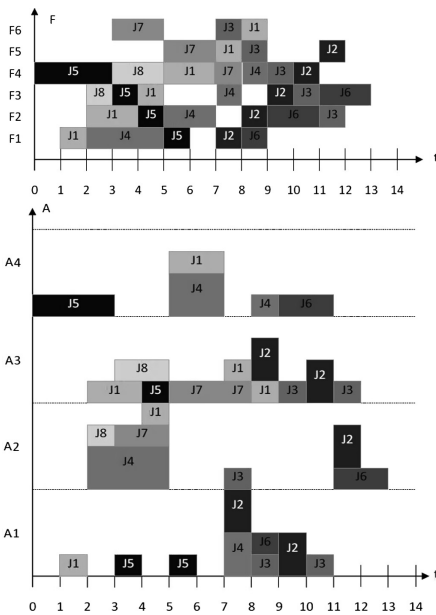 F
F6 J7 J3 J1
F5 J7 J1 J3 J2
F4 J5 J8 J1 J7 J4 J3 J2
F3 J8 J5 J1 J4 J2 J3 J6
F2 J1 J5 J4 J2 J6 J3
F1 J1 J4 J5 J2 J6
t
0 1 2 3 4 5 6 7 8 9 10 11 12 13 14
A
J1
A4
J4
J5 J4 J6
J2
A3 J8 J1
J1 J5 J7 J7 J1 J3 J2 J3
J1
J8 J7 J2
A2
J4
J3 J6
J2
A1
J6 J2
J4
J1 J5 J5 J3 J3
t
0 1 2 3 4 5 6 7 8 9 10 11 12 13 14